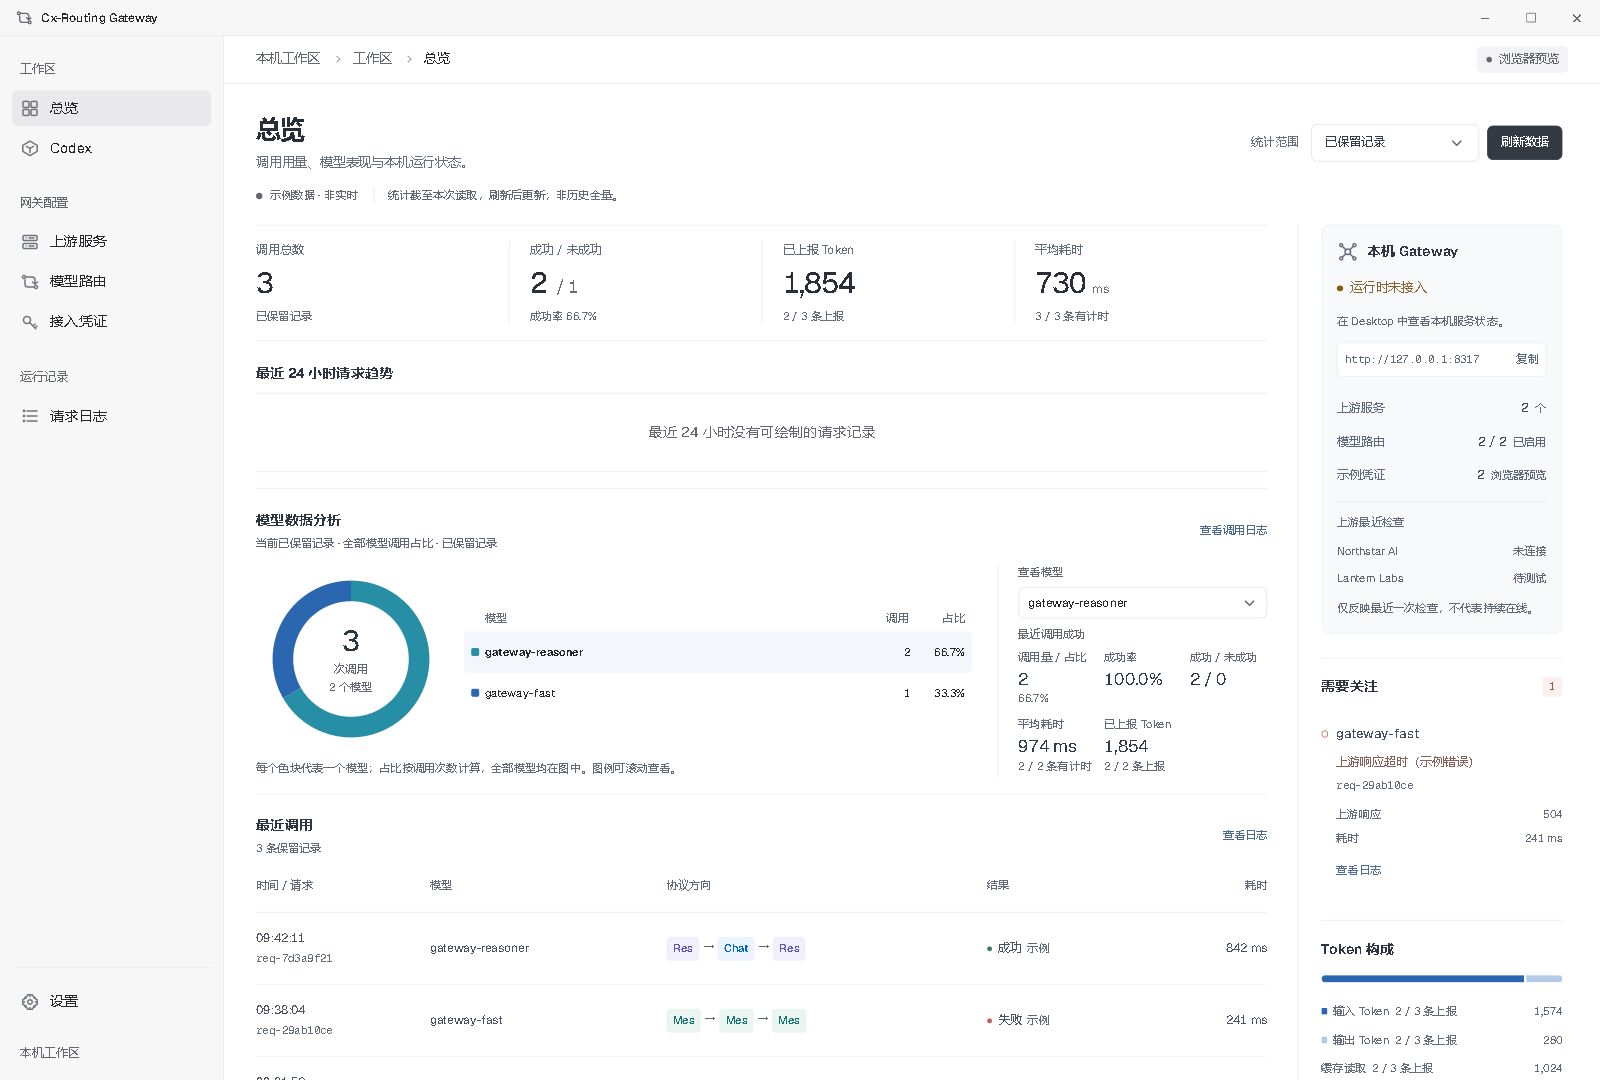 Cx-Routing Gateway
工作区
总览
Codex
网关配置
上游服务
模型路由
接入凭证
运行记录
请求日志
设置
本机工作区
本机工作区 › 工作区 › 总览
浏览器预览
总览
调用用量、模型表现与本机运行状态。
示例数据 · 非实时
统计截至本次读取，刷新后更新；非历史全量。
统计范围
已保留记录
刷新数据
调用总数
3
已保留记录
成功 / 未成功
2 / 1
成功率 66.7%
已上报 Token
1,854
2 / 3 条上报
平均耗时
730 ms
3 / 3 条有计时
最近 24 小时请求趋势
最近 24 小时没有可绘制的请求记录
模型数据分析
当前已保留记录 · 全部模型调用占比 · 已保留记录
查看调用日志
3
次调用
2 个模型
模型 调用 占比
gateway-reasoner 2 66.7%
gateway-fast 1 33.3%
每个色块代表一个模型；占比按调用次数计算，全部模型均在图中。图例可滚动查看。
查看模型
gateway-reasoner
最近调用成功
调用量 / 占比 成功率 成功 / 未成功
2 100.0% 2 / 0
66.7%
平均耗时 已上报 Token
974 ms 1,854
2 / 2 条有计时 2 / 2 条上报
最近调用
3 条保留记录
查看日志
时间 / 请求 模型 协议方向 结果 耗时
09:42:11
req-7d3a9f21
gateway-reasoner
Res → Chat → Res
成功 示例
842 ms
09:38:04
req-29ab10ce
gateway-fast
Mes → Mes → Mes
失败 示例
241 ms
本机 Gateway
运行时未接入
在 Desktop 中查看本机服务状态。
http://127.0.0.1:8317 复制
上游服务 2 个
模型路由 2 / 2 已启用
示例凭证 2 浏览器预览
上游最近检查
Northstar AI 未连接
Lantern Labs 待测试
仅反映最近一次检查，不代表持续在线。
需要关注 1
gateway-fast
上游响应超时（示例错误）
req-29ab10ce
上游响应 504
耗时 241 ms
查看日志
Token 构成
输入 Token 2 / 3 条上报 1,574
输出 Token 2 / 3 条上报 280
缓存读取 2 / 3 条上报 1,024